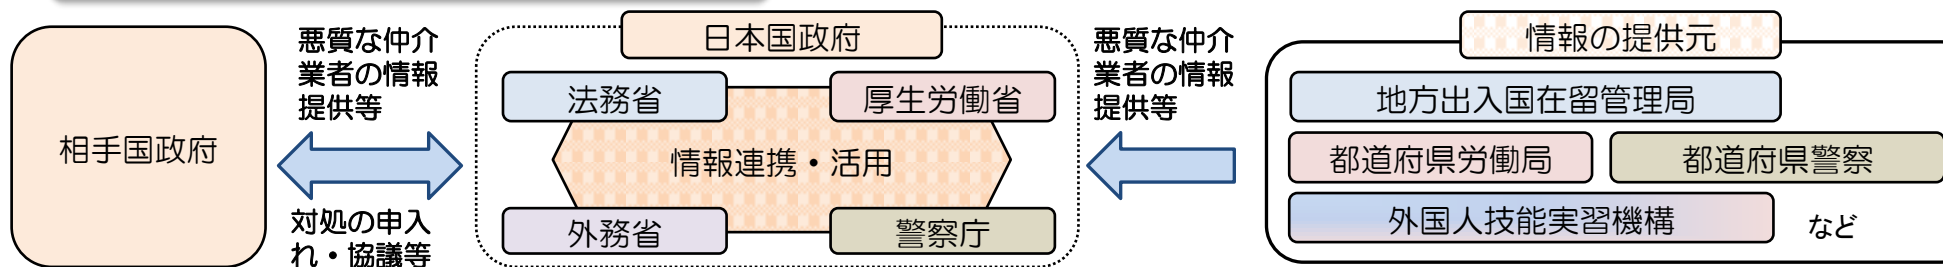 相手国政府
悪質な仲介
業者の情報
提供等
対処の申入
れ・協議等
日本国政府
法務省
厚生労働省
情報連携・活用
外務省
警察庁
悪質な仲介
業者の情報
提供等
情報の提供元
地方出入国在留管理局
都道府県労働局
都道府県警察
外国人技能実習機構
など